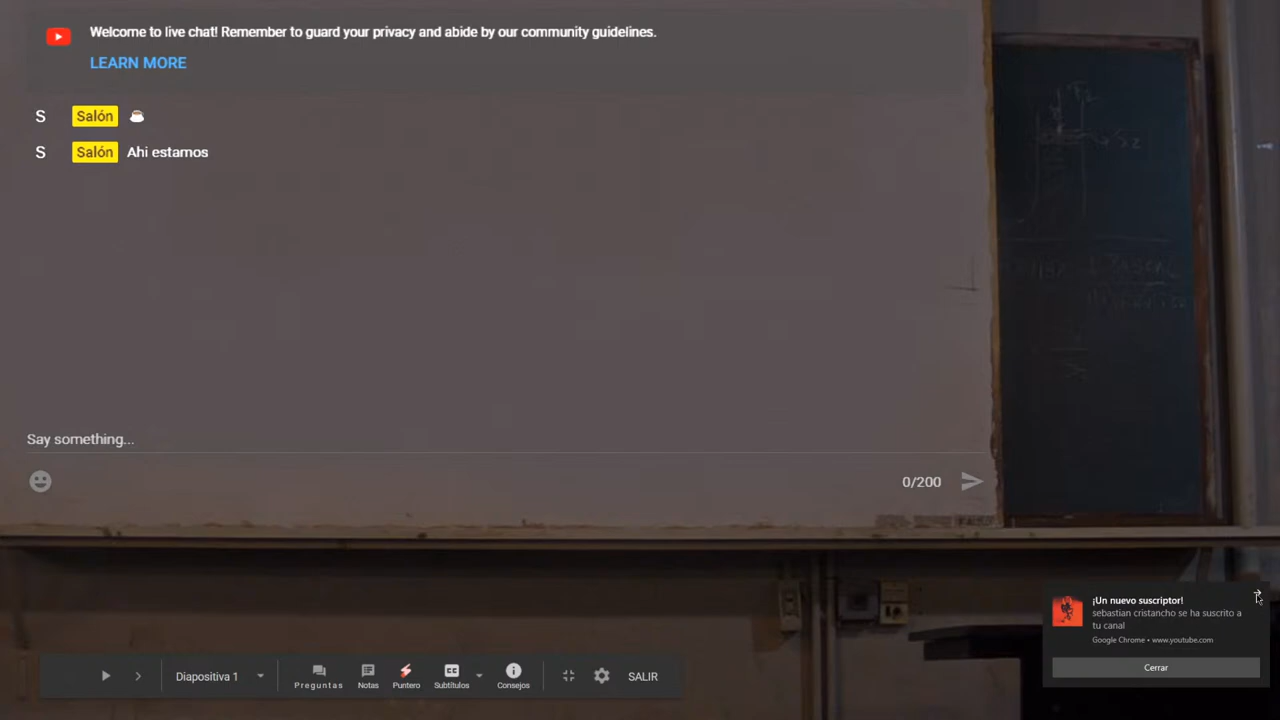 Welcome to live chat! Remember to guard your privacy and abide by our community guidelines.
LEARN MORE
S Salón ☕
S Salón Ahi estamos
Say something...
0/200
¡Un nuevo suscriptor!
sebastian cristancho se ha suscrito a
tu canal
Google Chrome • www.youtube.com
Cerrar
Diapositiva 1
Preguntas
Notas
Puntero
CC
Subtítulos
Consejos
SALIR